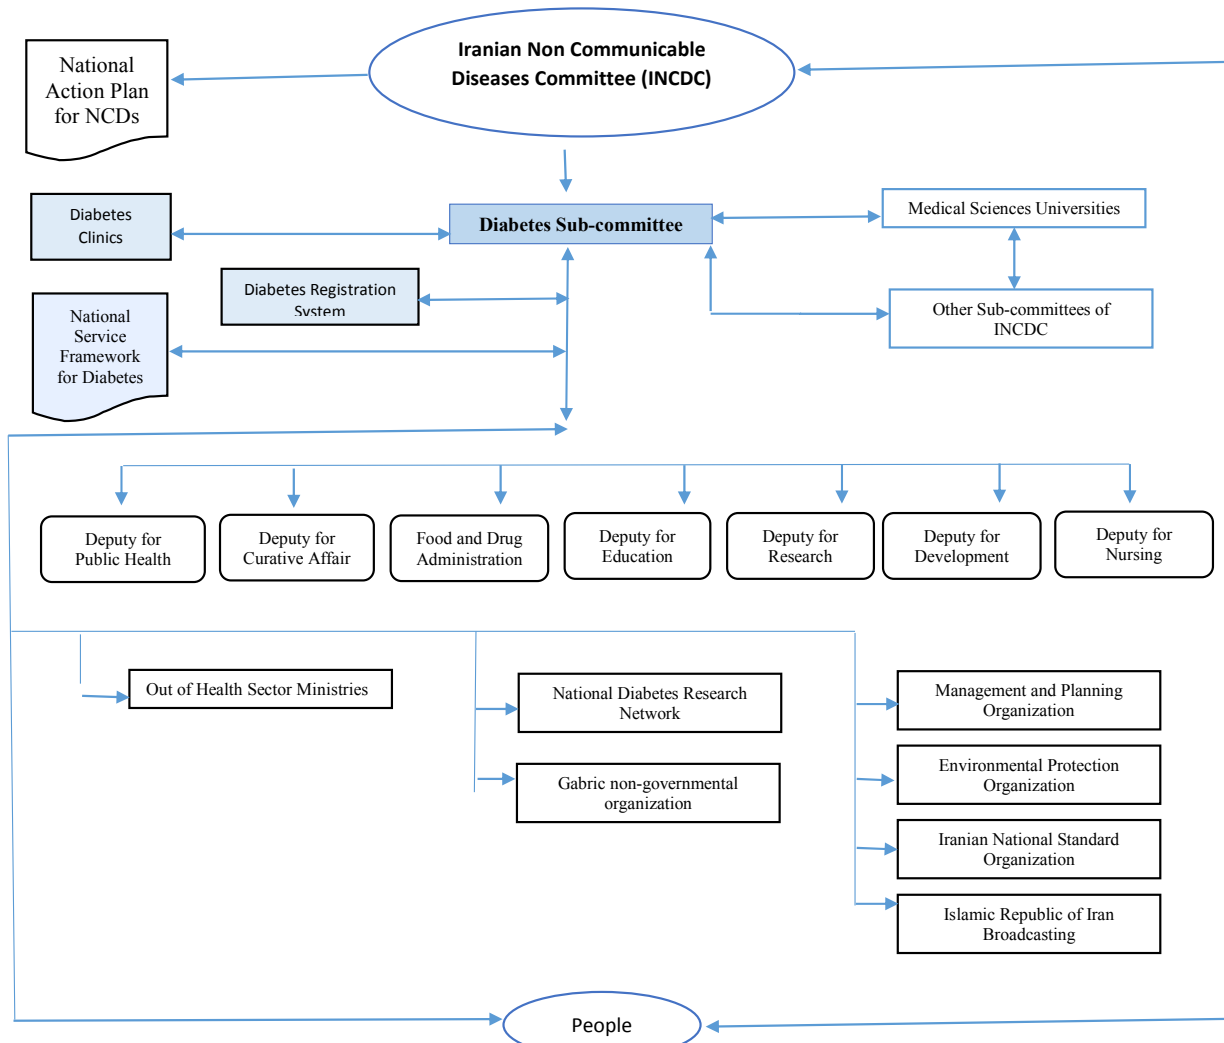 Iranian Non Communicable
Diseases Committee (INCDC)
National
Action Plan
for NCDs
Diabetes
Clinics
Diabetes Sub-committee
Medical Sciences Universities
Diabetes Registration
System
Other Sub-committees of
INCDC
National
Service
Framework
for Diabetes
Deputy for
Public Health
Deputy for
Curative Affair
Food and Drug
Administration
Deputy for
Education
Deputy for
Research
Deputy for
Development
Deputy for
Nursing
Out of Health Sector Ministries
National Diabetes Research
Network
Gabric non-governmental
organization
Management and Planning
Organization
Environmental Protection
Organization
Iranian National Standard
Organization
Islamic Republic of Iran
Broadcasting
People